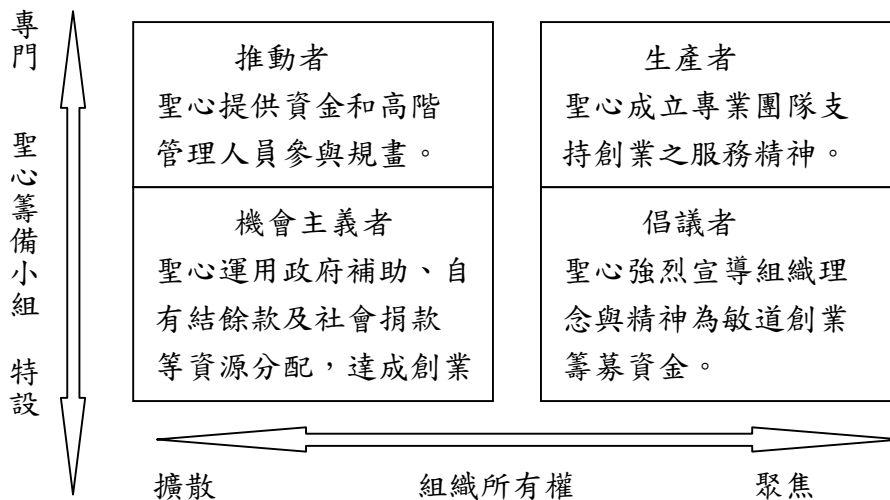 專門
聖心籌備小組
特設
推動者
聖心提供資金和高階
管理人員參與規畫。
生產者
聖心成立專業團隊支
持創業之服務精神。
機會主義者
聖心運用政府補助、自
有結餘款及社會捐款
等資源分配，達成創業
倡議者
聖心強烈宣導組織理
念與精神為敏道創業
籌募資金。
擴散
組織所有權
聚焦